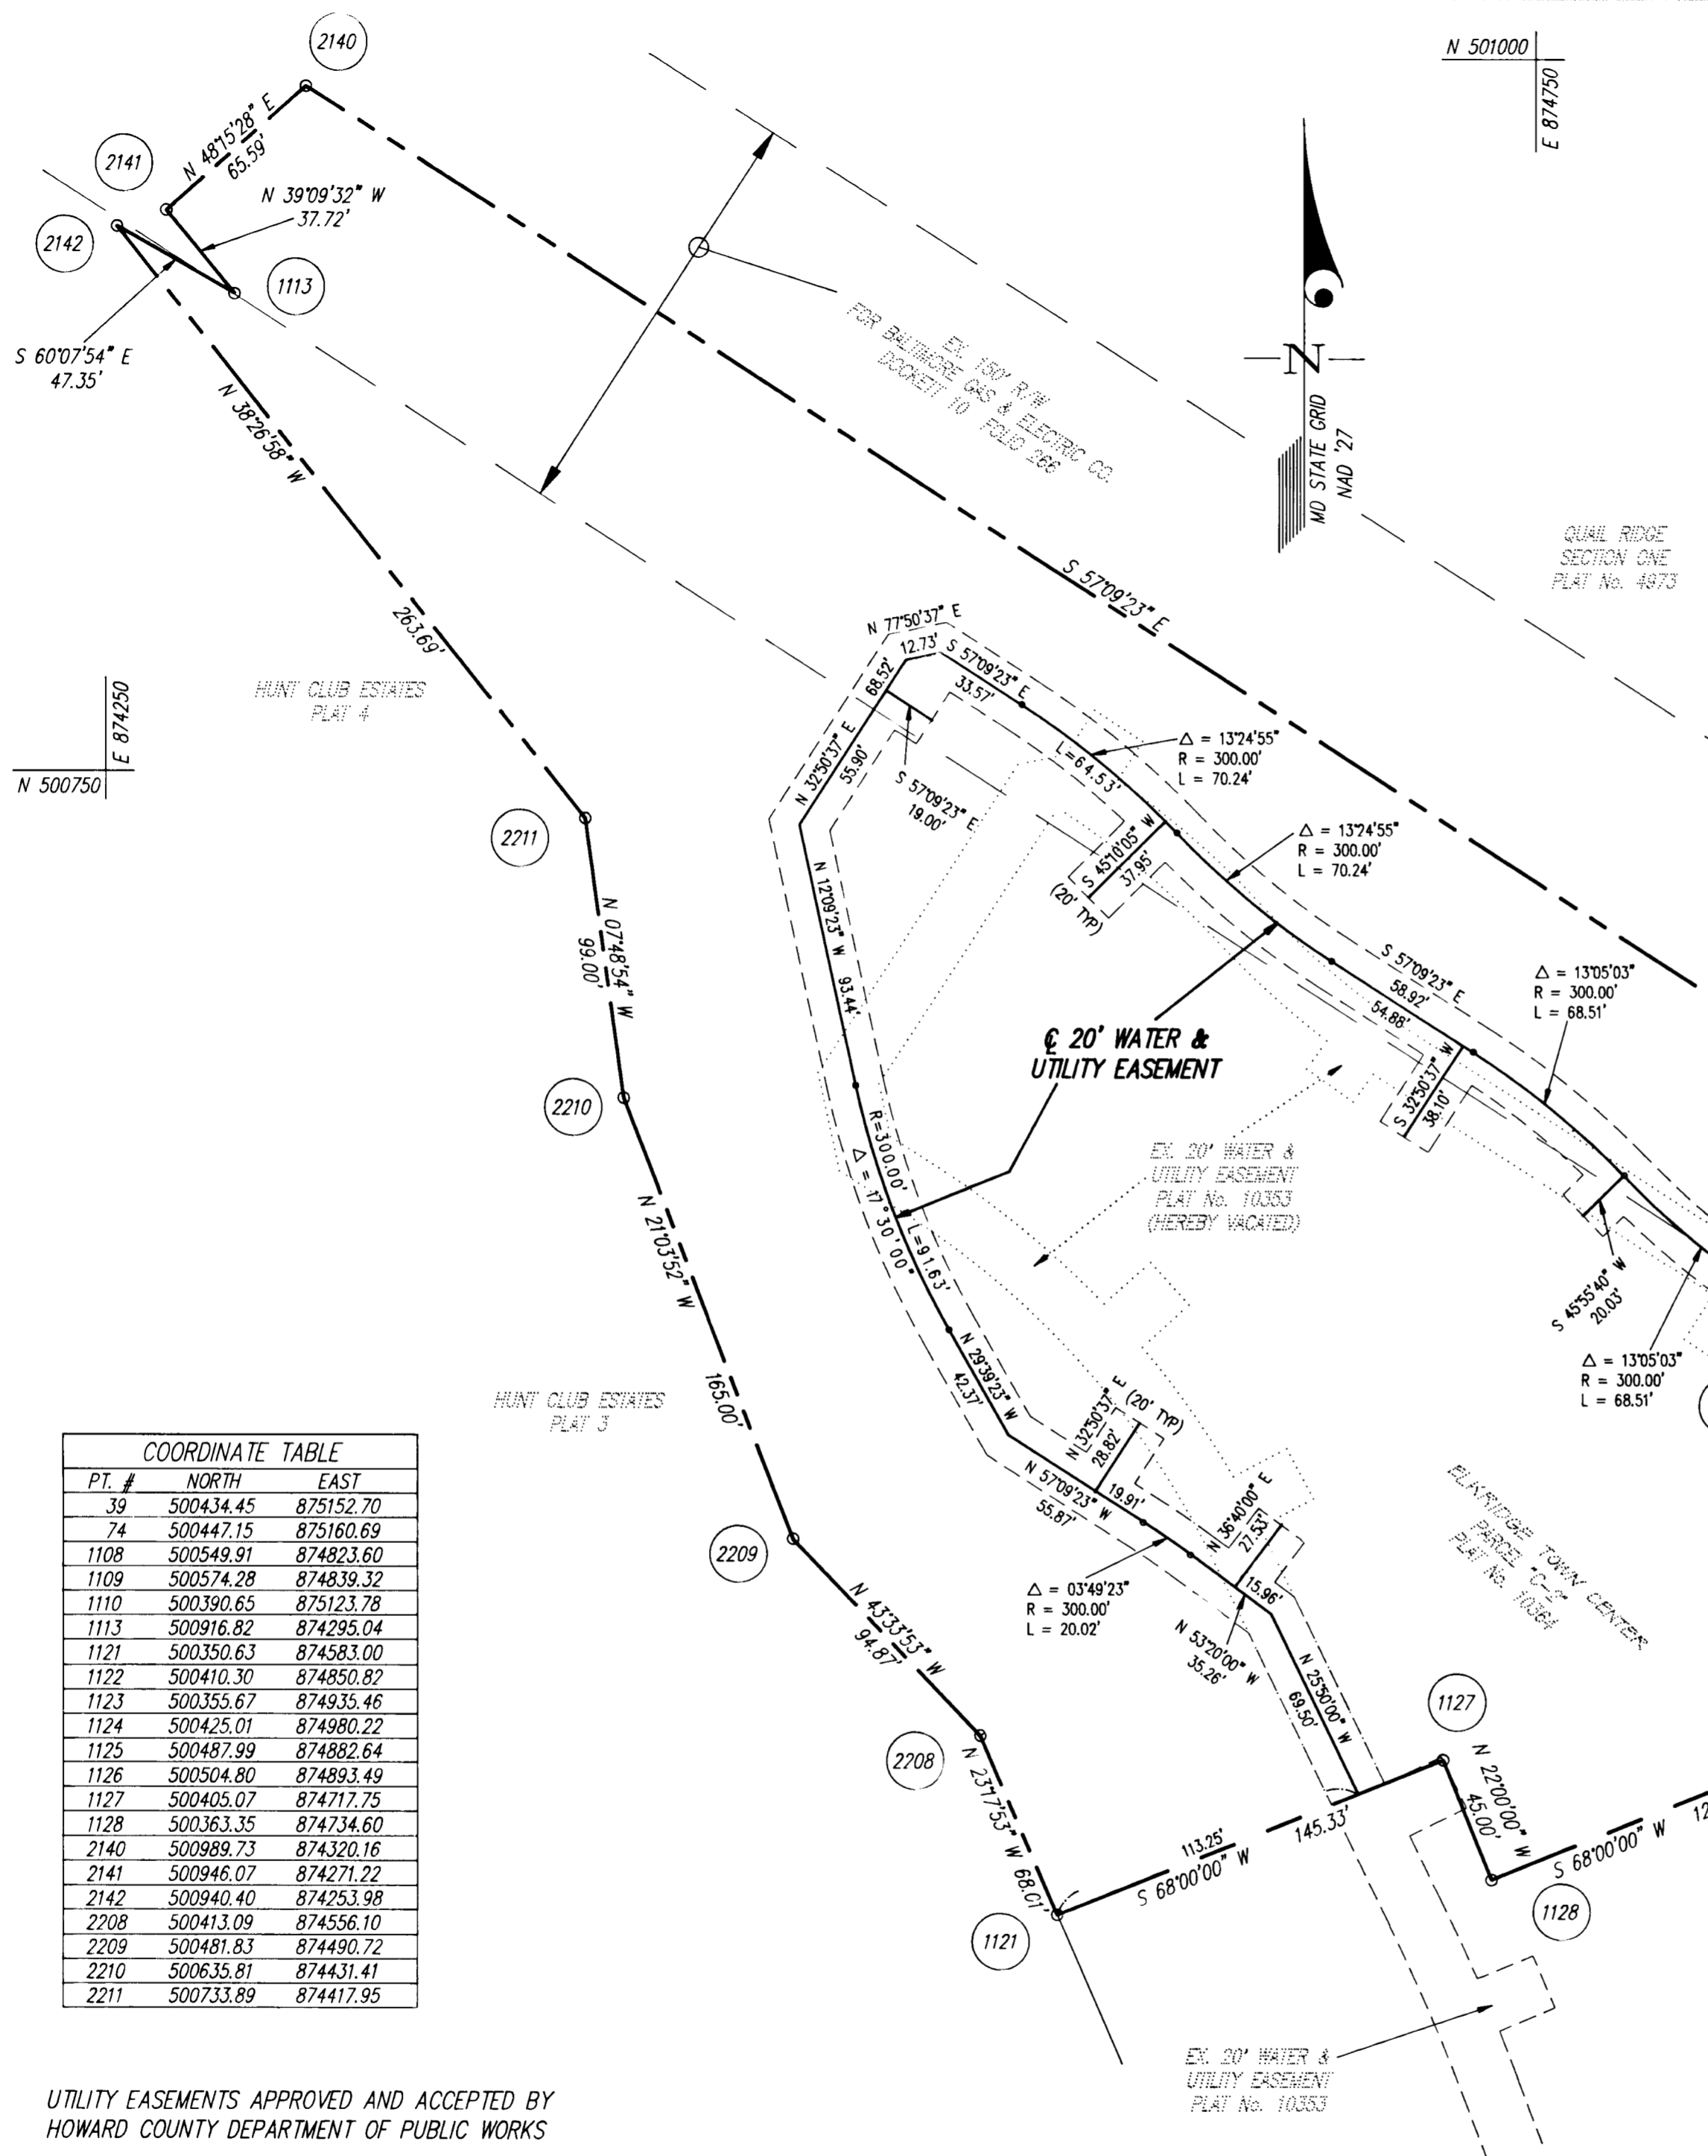 2140
N 501000
E 874750
N 48°15'28" E
65.59'
2141
N 39°09'32" W
37.72'
2142
1113
S 60°07'54" E
47.35'
N 38°26'58" W
263.69'
EX. 150' R/W
FOR BALTIMORE GAS & ELECTRIC CO.
DOCKETT 10 FOLIO 266
N
MD STATE GRID
NAD '27
QUAIL RIDGE
SECTION ONE
PLAT No. 4973
S 57°09'23" E
HUNT CLUB ESTATES
PLAT 4
E 874250
N 500750
N 77°50'37" E
12.73'
S 57°09'23" E
33.57'
68.52'
N 32°50'37" E
55.90'
S 57°09'23" E
19.00'
L=64.53'
Δ = 13°24'55"
R = 300.00'
L = 70.24'
S 45°10'05" W
37.95'
(20' TYP)
Δ = 13°24'55"
R = 300.00'
L = 70.24'
2211
N 07°48'54" W
99.00'
N 12°09'23" W
93.44'
S 57°09'23" E
58.92'
54.88'
Δ = 13°05'03"
R = 300.00'
L = 68.51'
℄ 20' WATER &
UTILITY EASEMENT
S 32°50'37" W
38.10'
2210
R=300.00'
Δ = 17°30'00"
L=91.63'
EX. 20' WATER &
UTILITY EASEMENT
PLAT No. 10353
(HEREBY VACATED)
N 21°03'52" W
165.00'
S 45°55'40" W
20.03'
Δ = 13°05'03"
R = 300.00'
L = 68.51'
N 29°39'23" W
42.37'
HUNT CLUB ESTATES
PLAT 3
N 32°50'37" E
28.82'
(20' TYP)
N 57°09'23" W
19.91'
55.87'
N 36°40'00" E
27.53'
15.96'
ELKRIDGE TOWN CENTER
PARCEL "C-2"
PLAT No. 10364
2209
Δ = 03°49'23"
R = 300.00'
L = 20.02'
N 53°20'00" W
35.26'
N 43°33'53" W
94.87'
N 25°50'00" W
69.50'
1127
N 22°00'00" W
45.00'
2208
N 23°17'53" W 68.01'
113.25'
145.33'
S 68°00'00" W
S 68°00'00" W
12
1121
1128
EX. 20' WATER &
UTILITY EASEMENT
PLAT No. 10353
COORDINATE TABLE
PT. # NORTH EAST
39 500434.45 875152.70
74 500447.15 875160.69
1108 500549.91 874823.60
1109 500574.28 874839.32
1110 500390.65 875123.78
1113 500916.82 874295.04
1121 500350.63 874583.00
1122 500410.30 874850.82
1123 500355.67 874935.46
1124 500425.01 874980.22
1125 500487.99 874882.64
1126 500504.80 874893.49
1127 500405.07 874717.75
1128 500363.35 874734.60
2140 500989.73 874320.16
2141 500946.07 874271.22
2142 500940.40 874253.98
2208 500413.09 874556.10
2209 500481.83 874490.72
2210 500635.81 874431.41
2211 500733.89 874417.95
UTILITY EASEMENTS APPROVED AND ACCEPTED BY
HOWARD COUNTY DEPARTMENT OF PUBLIC WORKS